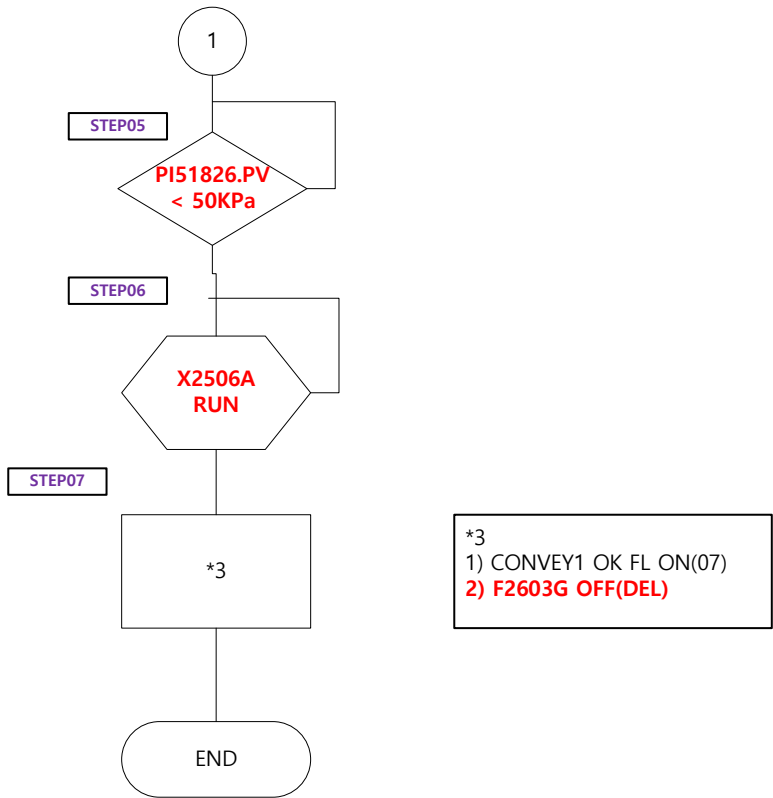 1
STEP05
PI51826.PV
< 50KPa
STEP06
X2506A
RUN
STEP07
*3
*3
1) CONVEY1 OK FL ON(07)
2) F2603G OFF(DEL)
END